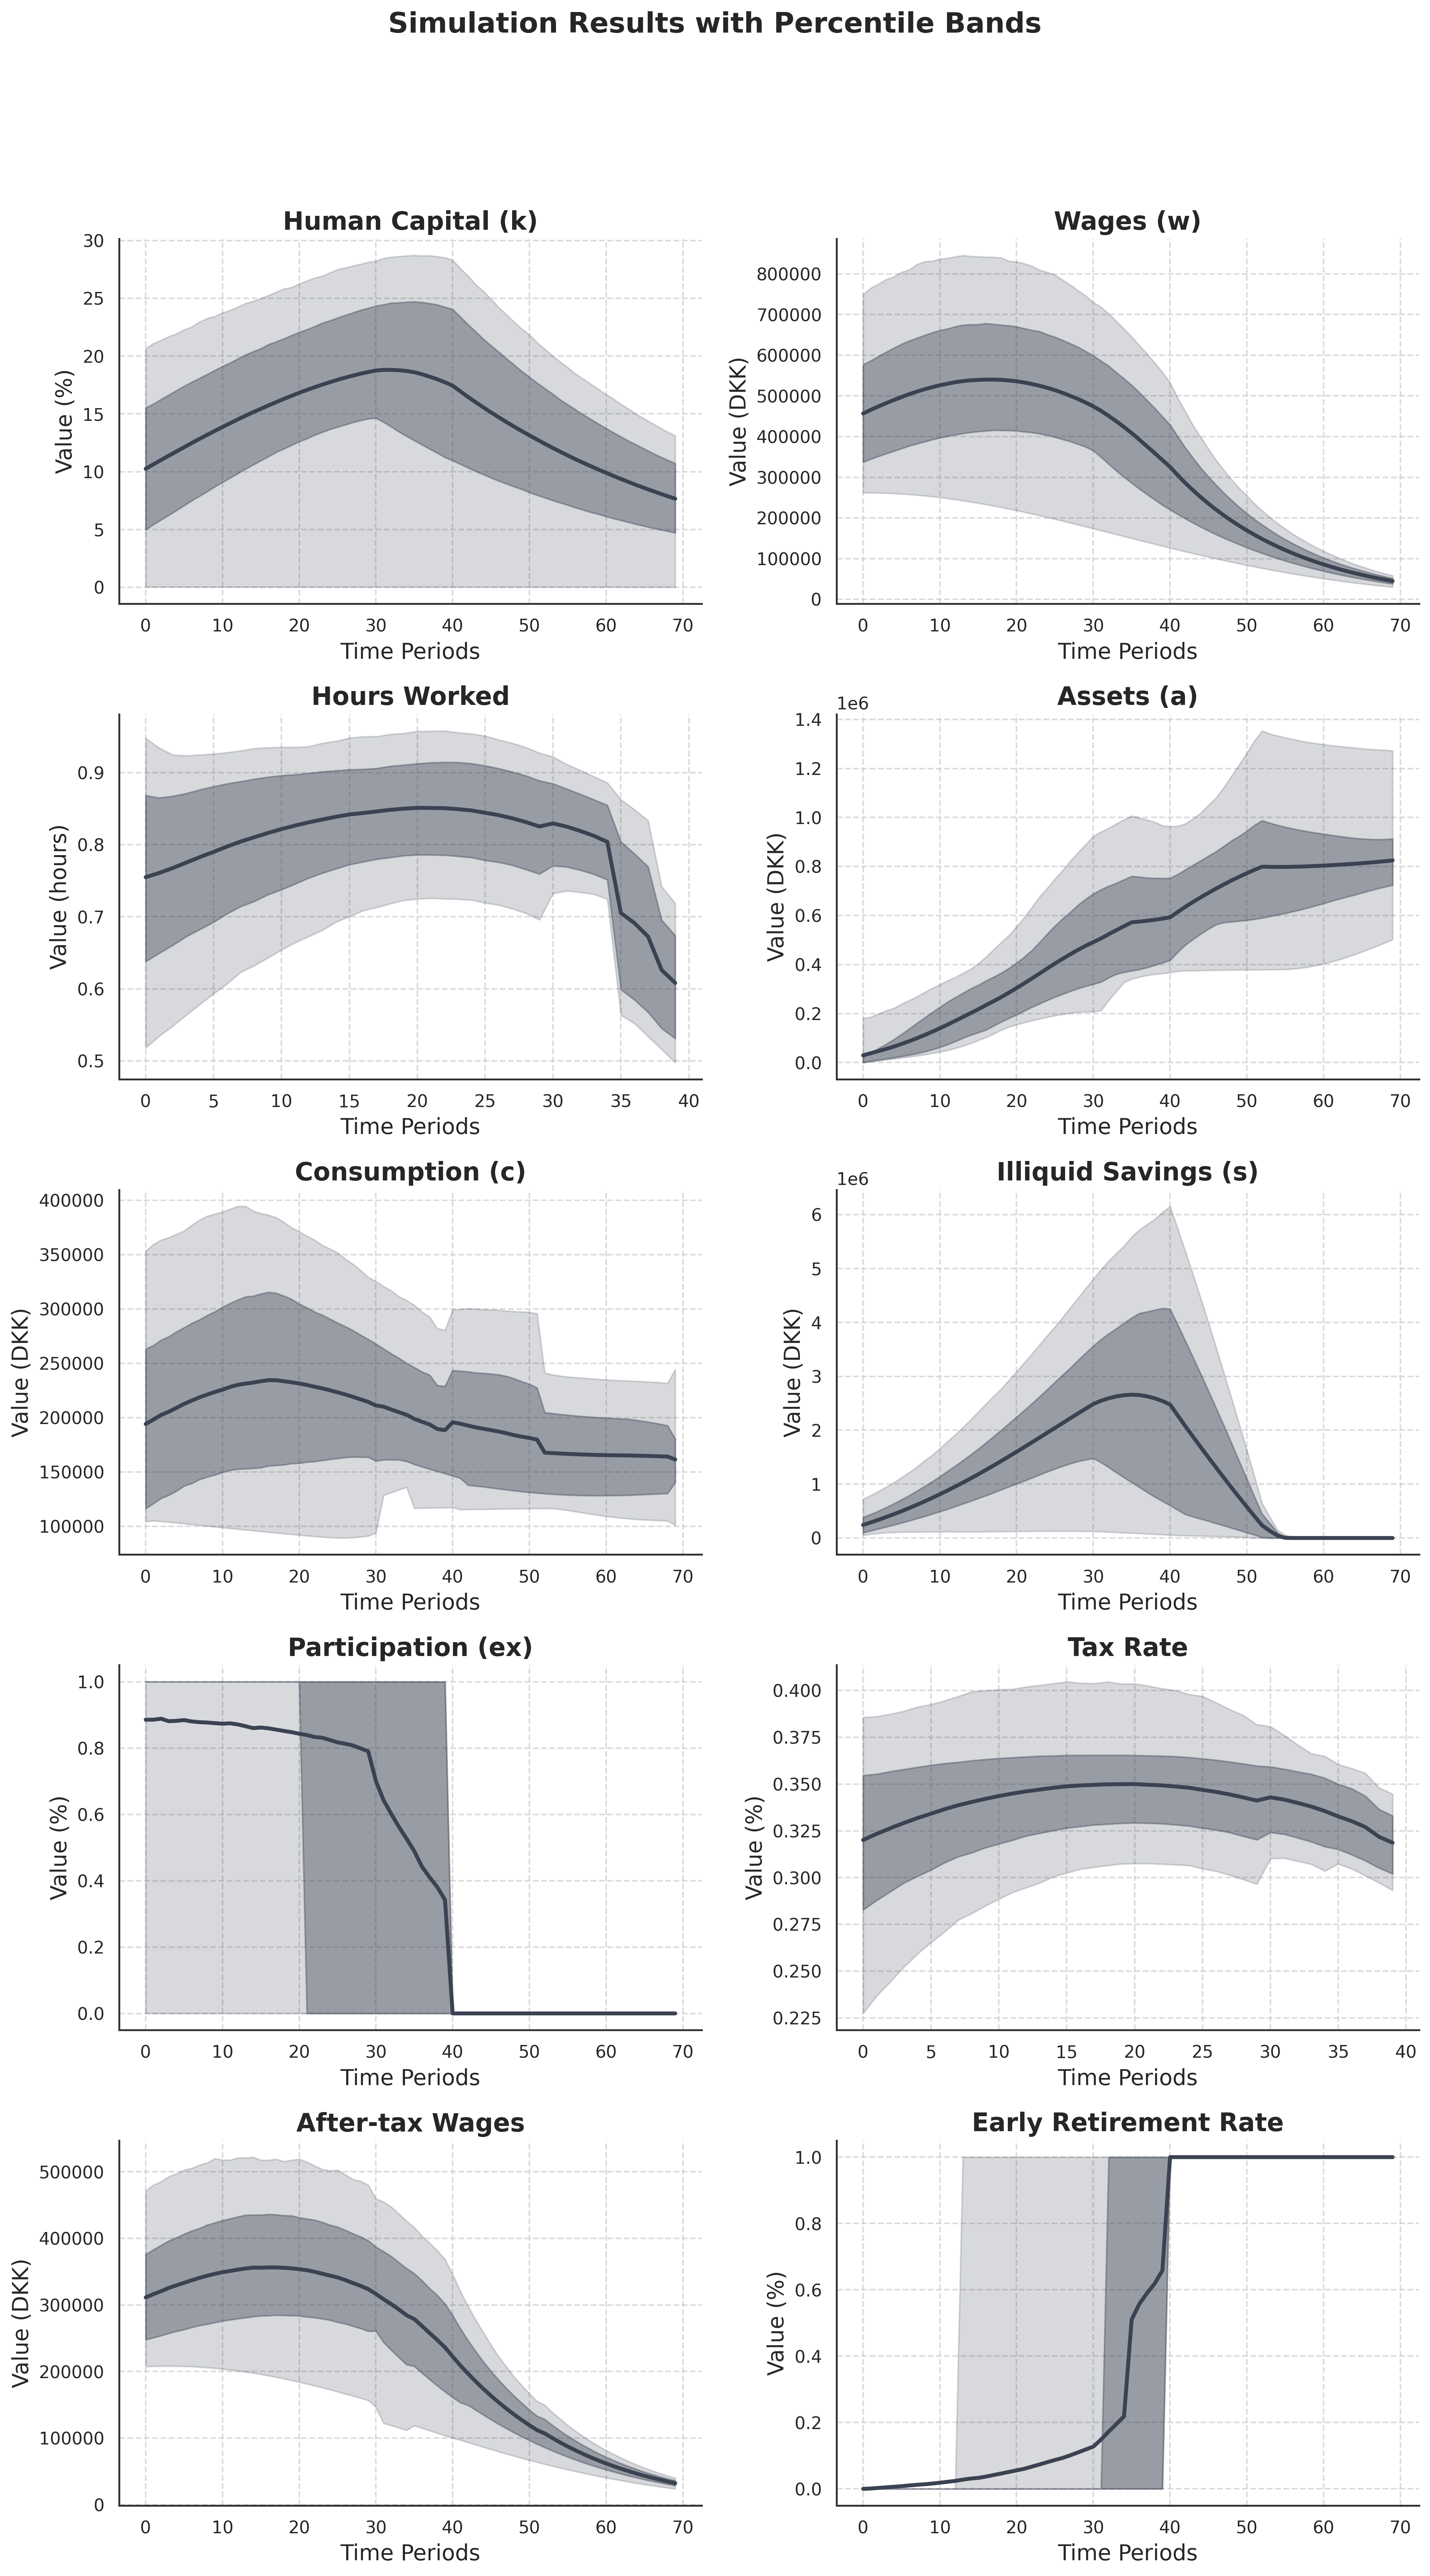 Simulation Results with Percentile Bands
Human Capital (k)
Value (%)
30
25
20
15
10
5
0
0 10 20 30 40 50 60 70
Time Periods
Wages (w)
Value (DKK)
800000
700000
600000
500000
400000
300000
200000
100000
0
0 10 20 30 40 50 60 70
Time Periods
Hours Worked
Value (hours)
0.9
0.8
0.7
0.6
0.5
0 5 10 15 20 25 30 35 40
Time Periods
Assets (a)
1e6
Value (DKK)
1.4
1.2
1.0
0.8
0.6
0.4
0.2
0.0
0 10 20 30 40 50 60 70
Time Periods
Consumption (c)
Value (DKK)
400000
350000
300000
250000
200000
150000
100000
0 10 20 30 40 50 60 70
Time Periods
Illiquid Savings (s)
1e6
Value (DKK)
6
5
4
3
2
1
0
0 10 20 30 40 50 60 70
Time Periods
Participation (ex)
Value (%)
1.0
0.8
0.6
0.4
0.2
0.0
0 10 20 30 40 50 60 70
Time Periods
Tax Rate
Value (%)
0.400
0.375
0.350
0.325
0.300
0.275
0.250
0.225
0 5 10 15 20 25 30 35 40
Time Periods
After-tax Wages
Value (DKK)
500000
400000
300000
200000
100000
0
0 10 20 30 40 50 60 70
Time Periods
Early Retirement Rate
Value (%)
1.0
0.8
0.6
0.4
0.2
0.0
0 10 20 30 40 50 60 70
Time Periods